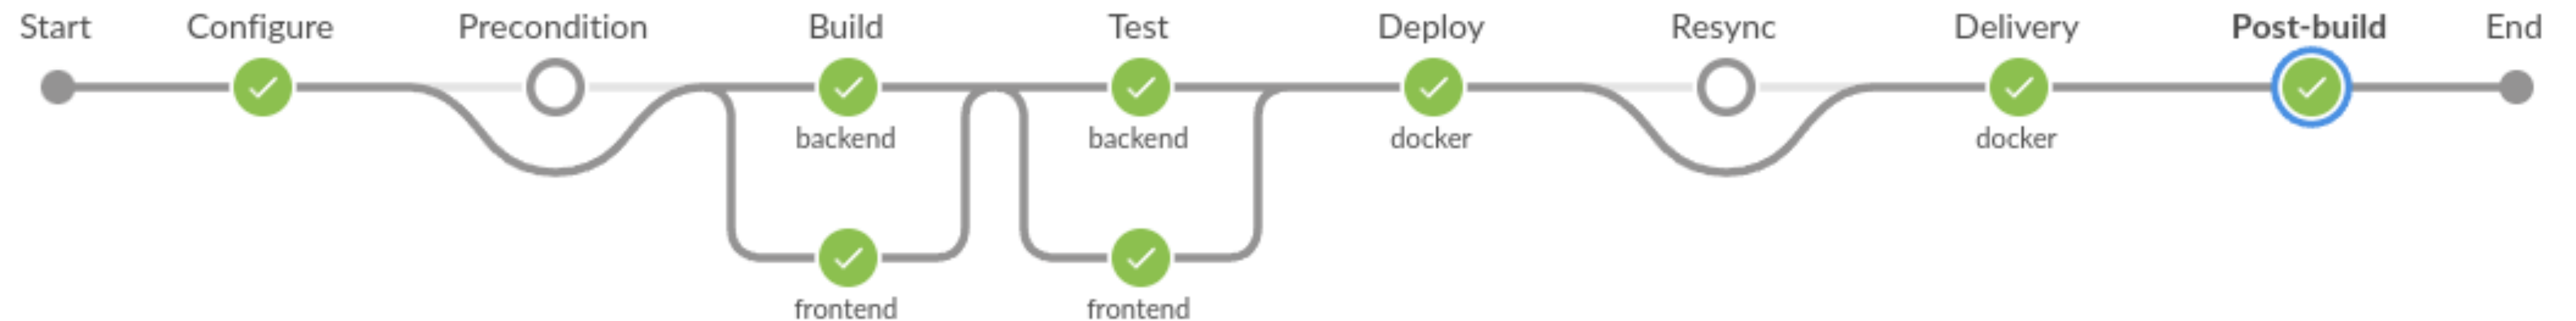 Start Configure Precondition Build Test Deploy Resync Delivery Post-build End
backend backend docker docker
frontend frontend